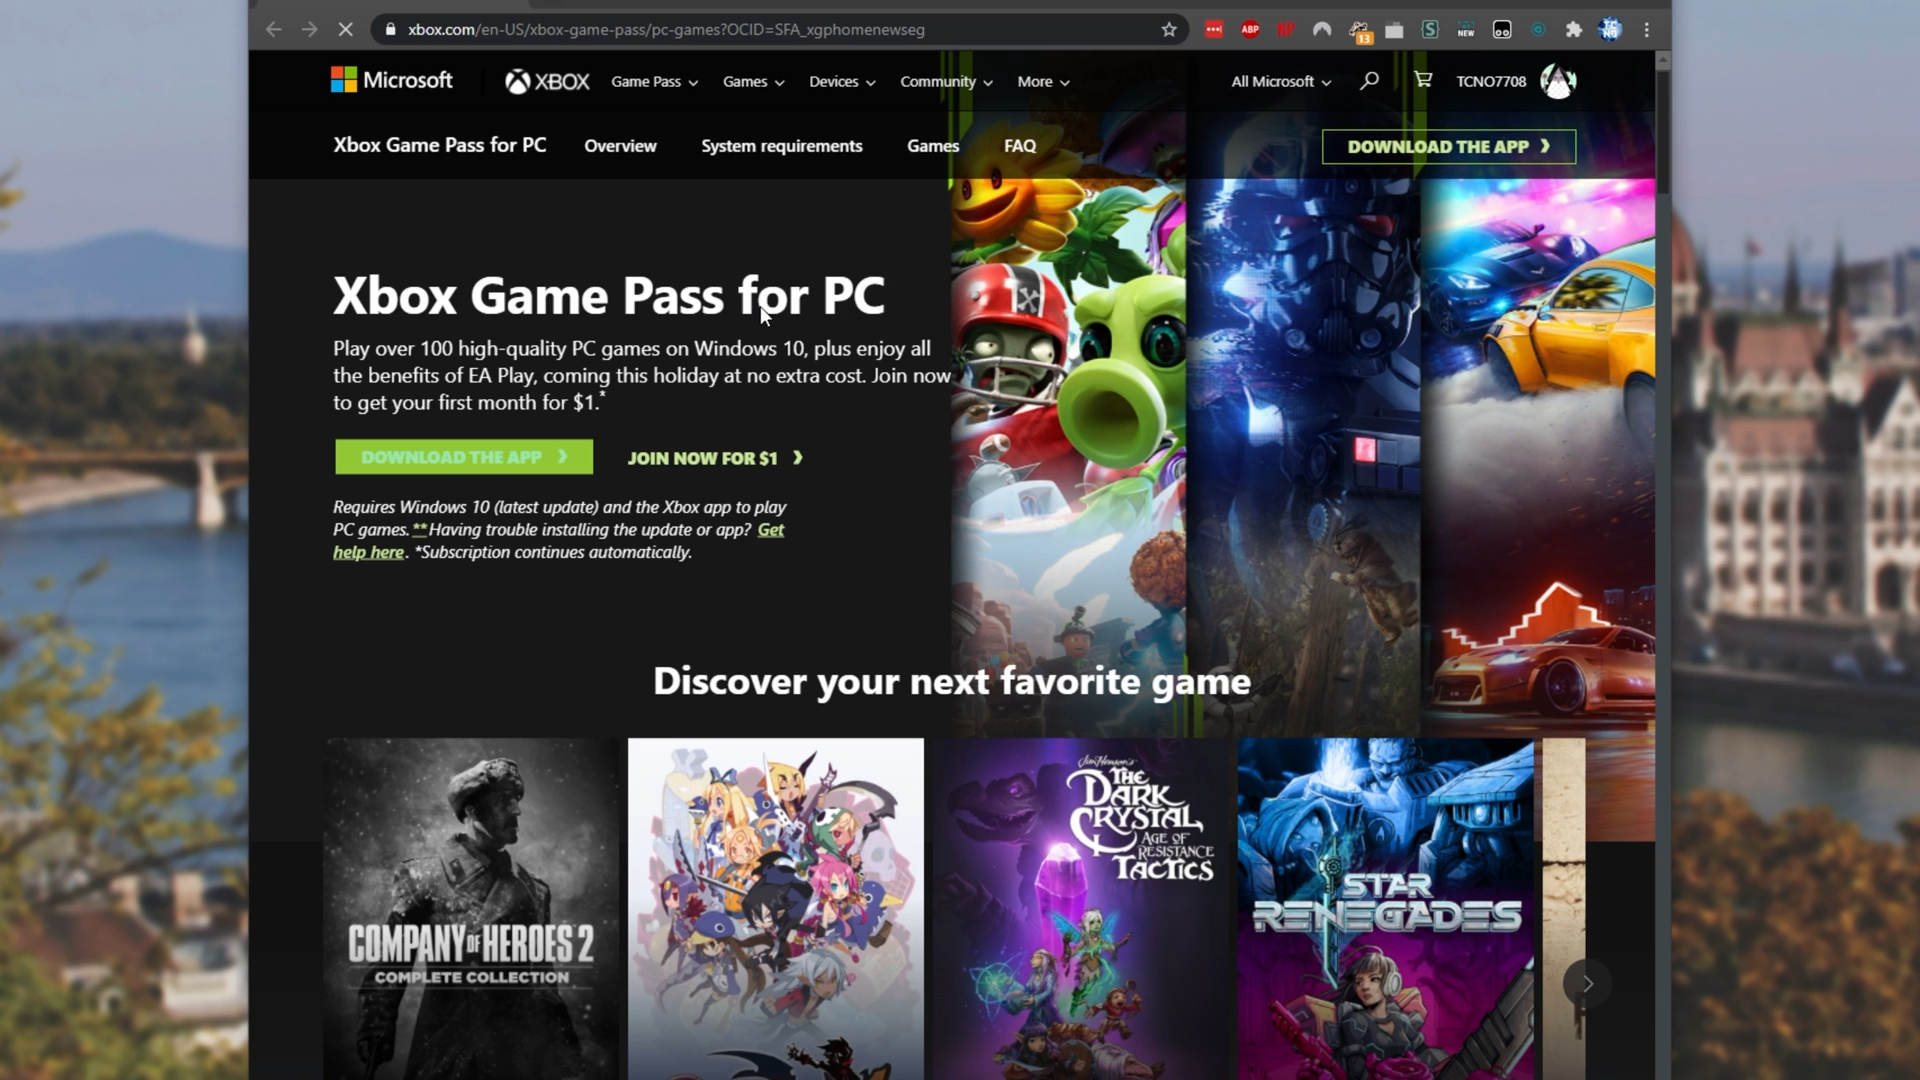 xbox.com/en-US/xbox-game-pass/pc-games?OCID=SFA_xgphomenewseg
ABP
13
NEW
Microsoft
XBOX
Game Pass
Games
Devices
Community
More
All Microsoft
TCNO7708
Xbox Game Pass for PC
Overview
System requirements
Games
FAQ
DOWNLOAD THE APP
Xbox Game Pass for PC
Play over 100 high-quality PC games on Windows 10, plus enjoy all
the benefits of EA Play, coming this holiday at no extra cost. Join now
to get your first month for $1.*
DOWNLOAD THE APP
JOIN NOW FOR $1
Requires Windows 10 (latest update) and the Xbox app to play
PC games.**Having trouble installing the update or app? Get
help here. *Subscription continues automatically.
Discover your next favorite game
COMPANY OF HEROES 2
COMPLETE COLLECTION
Jim Henson's
THE
DARK
CRYSTAL
AGE OF
RESISTANCE
TACTICS
STAR
RENEGADES